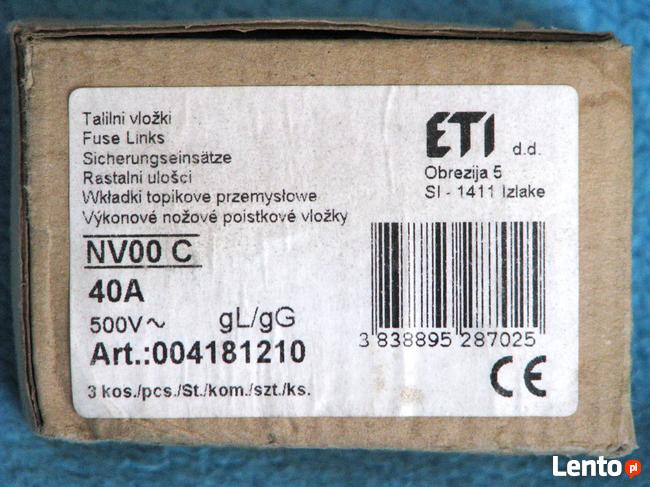 Talilni vložki
Fuse Links
Sicherungseinsätze
Rastalni ulošci
Wkładki topikove przemysłowe
Výkonové nožové poistkové vložky
NV00 C
40A
500V~ gL/gG
Art.:004181210
3 kos./pcs./St./kom./szt./ks.
ETI d.d.
Obrezija 5
SI - 1411 Izlake
3 838895 287025
CE
Lento.pl